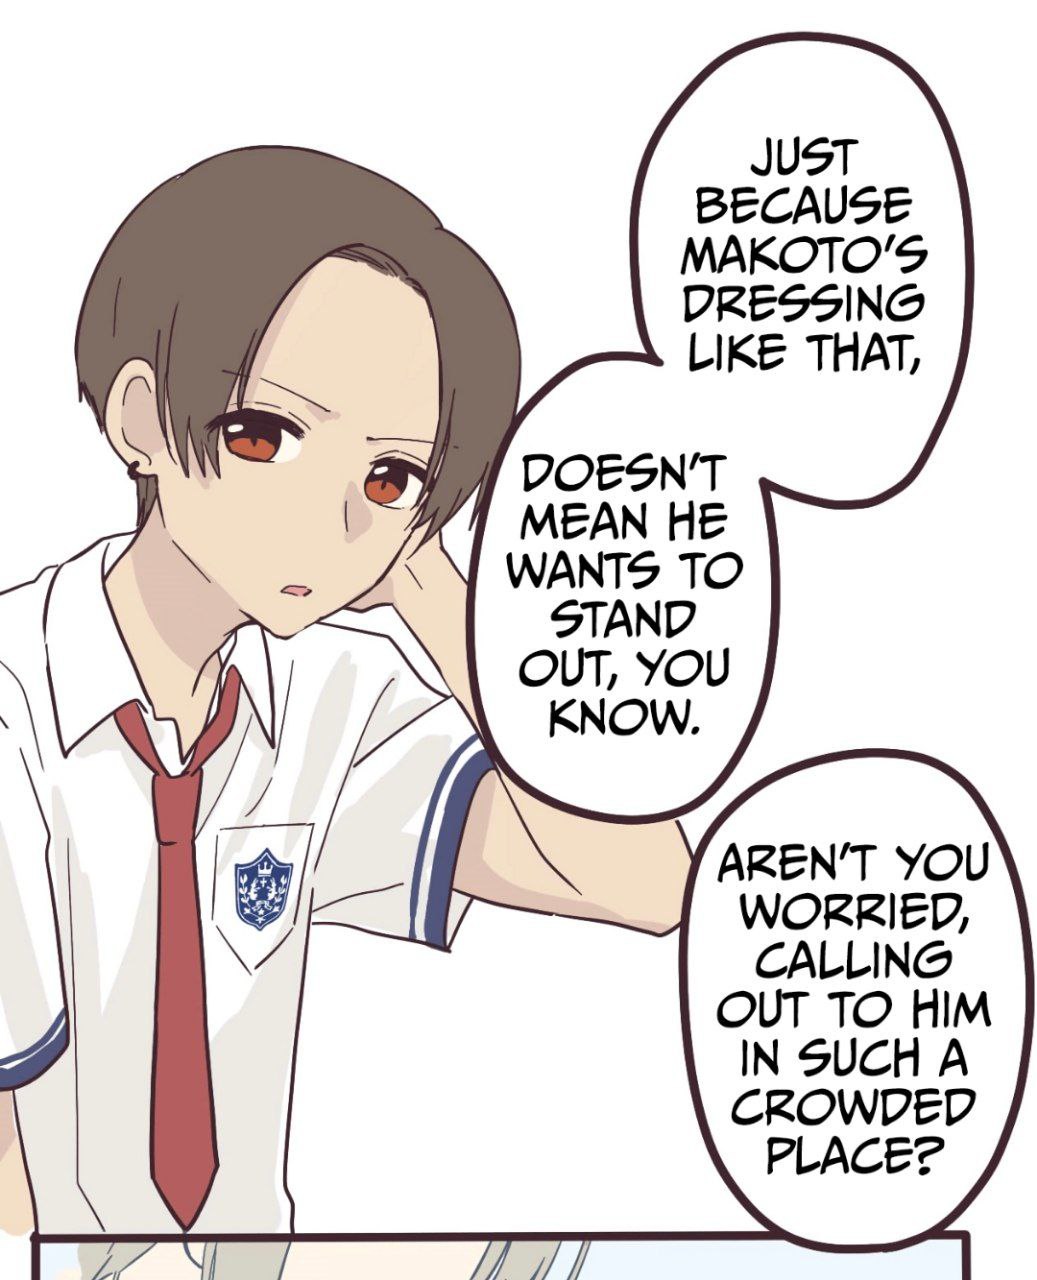 JUST
BECAUSE
MAKOTO'S
DRESSING
LIKE THAT,
DOESN'T
MEAN HE
WANTS TO
STAND
OUT, YOU
KNOW.
AREN'T YOU
WORRIED,
CALLING
OUT TO HIM
IN SUCH A
CROWDED
PLACE?